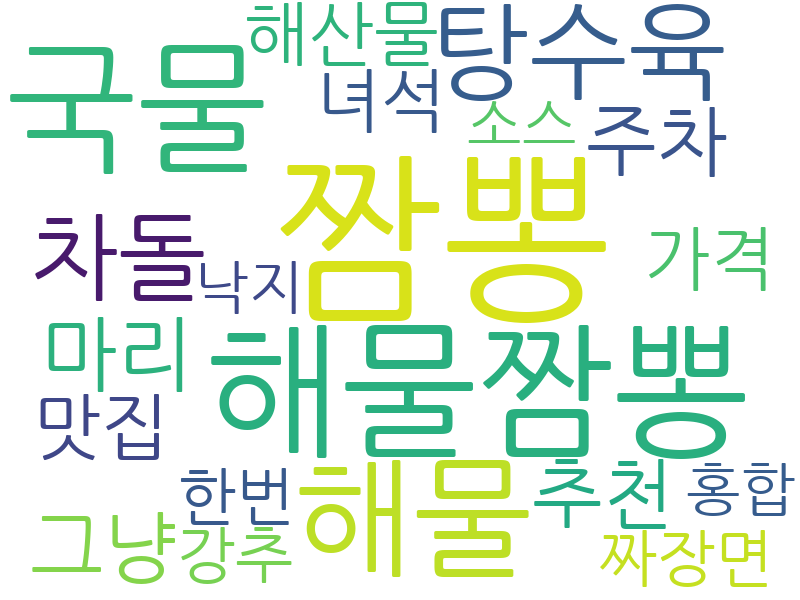 해산물 탕수육
국물
녀석 소스 주차
짬뽕
차돌 가격
낙지
마리 해물짬뽕
맛집
한번 해물 추천 홍합
그냥 강추 짜장면